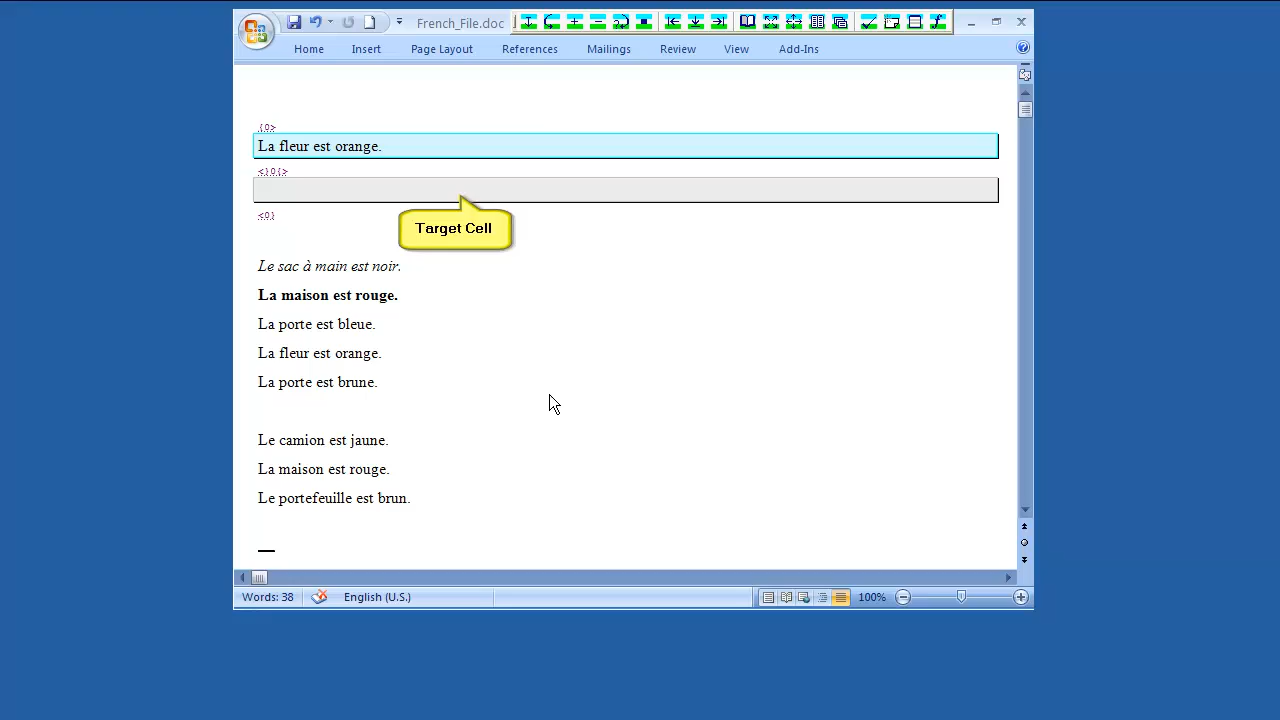 French_File.doc
Home Insert Page Layout References Mailings Review View Add-Ins
{0>
La fleur est orange.
<}0{>
<0}
Target Cell
Le sac à main est noir.
La maison est rouge.
La porte est bleue.
La fleur est orange.
La porte est brune.
Le camion est jaune.
La maison est rouge.
Le portefeuille est brun.
Words: 38 English (U.S.) 100%